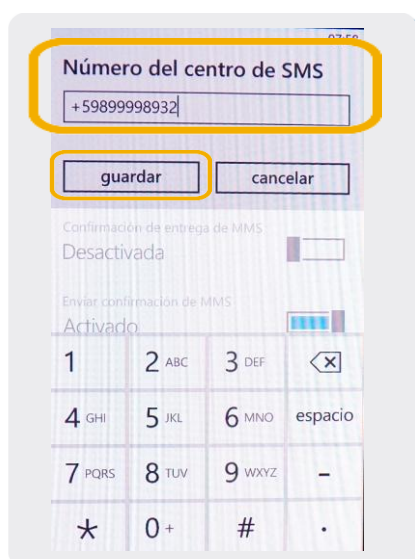 07:58
Número del centro de SMS
+59899998932
guardar cancelar
Confirmación de entrega de MMS
Desactivada
Enviar confirmación de MMS
Activado
1 2 ABC 3 DEF
4 GHI 5 JKL 6 MNO espacio
7 PQRS 8 TUV 9 WXYZ -
* 0 + # .